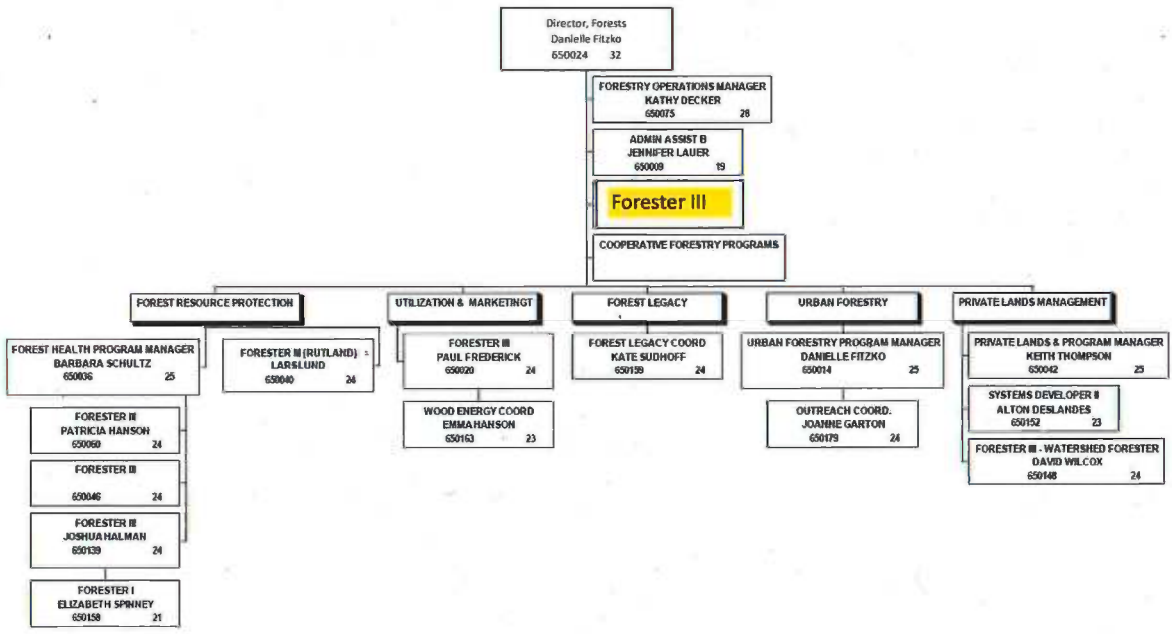 Director, Forests
Danielle Fitzko
650024 32
FORESTRY OPERATIONS MANAGER
KATHY DECKER
650075 28
ADMIN ASSIST B
JENNIFER LAUER
650009 19
Forester III
COOPERATIVE FORESTRY PROGRAMS
FOREST RESOURCE PROTECTION
UTILIZATION & MARKETINGT
FOREST LEGACY
URBAN FORESTRY
PRIVATE LANDS MANAGEMENT
FOREST HEALTH PROGRAM MANAGER
BARBARA SCHULTZ
650036 25
FORESTER III (RUTLAND)
LARS LUND
650040 24
FORESTER III
PATRICIA HANSON
650060 24
FORESTER III
650046 24
FORESTER III
JOSHUA HALMAN
650139 24
FORESTER I
ELIZABETH SPINNEY
650158 21
FORESTER III
PAUL FREDERICK
650020 24
WOOD ENERGY COORD
EMMA HANSON
650163 23
FOREST LEGACY COORD
KATE SUDHOFF
650159 24
URBAN FORESTRY PROGRAM MANAGER
DANIELLE FITZKO
650014 25
OUTREACH COORD.
JOANNE GARTON
650179 24
PRIVATE LANDS & PROGRAM MANAGER
KEITH THOMPSON
650042 25
SYSTEMS DEVELOPER II
ALTON DESLANDES
650152 23
FORESTER III - WATERSHED FORESTER
DAVID WILCOX
650148 24